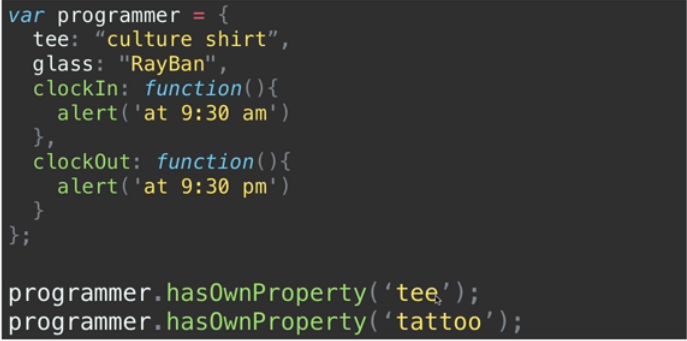 var programmer = {
  tee: “culture shirt”,
  glass: "RayBan",
  clockIn: function(){
    alert('at 9:30 am')
  },
  clockOut: function(){
    alert('at 9:30 pm')
  }
};
programmer.hasOwnProperty(‘tee’);
programmer.hasOwnProperty(‘tattoo’);